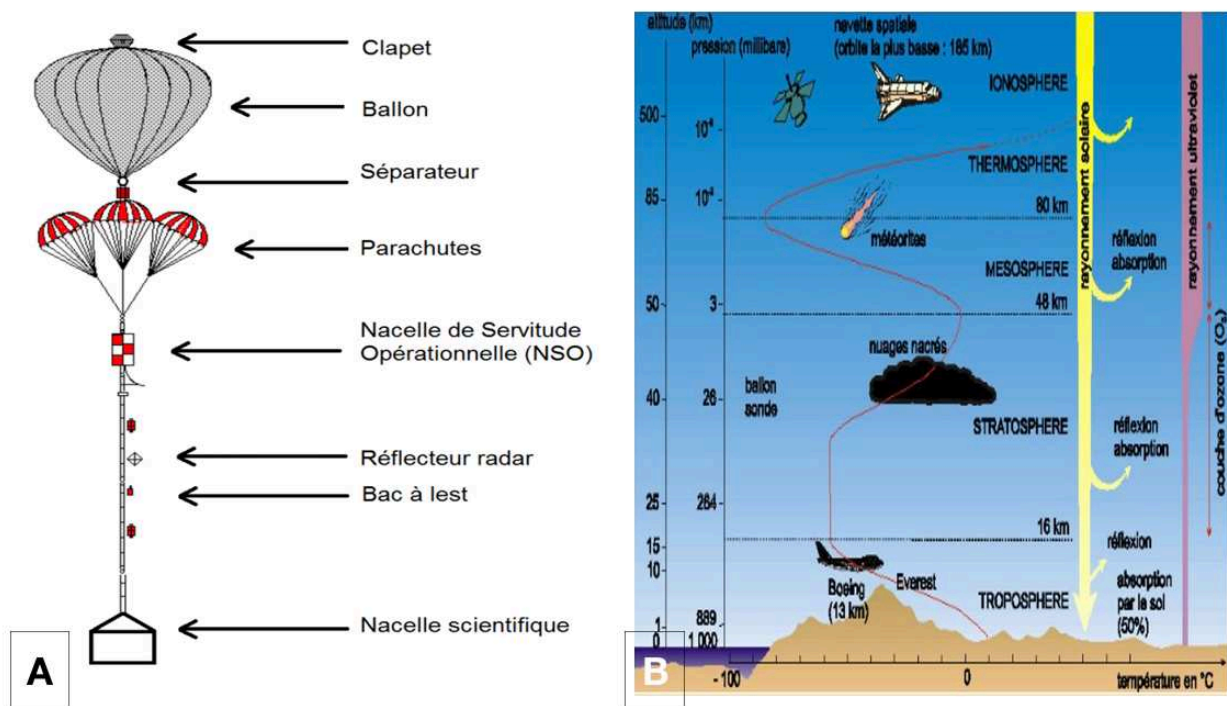 Clapet
Ballon
Séparateur
Parachutes
Nacelle de Servitude
Opérationnelle (NSO)
Réflecteur radar
Bac à lest
Nacelle scientifique
A
altitude (km)
pression (millibars)
navette spatiale
(orbite la plus basse : 185 km)
IONOSPHERE
500
10⁻⁶
THERMOSPHERE
85
10⁻⁴
80 km
météorites
réflexion
absorption
MESOSPHERE
48 km
50
3
nuages nacrés
ballon
sonde
40
26
STRATOSPHERE
réflexion
absorption
25
264
16 km
15
réflexion
10
Boeing
(13 km)
Everest
TROPOSPHERE
absorption
par le sol
(50%)
1
889
0
1 000
- 100
0
température en °C
rayonnement solaire
rayonnement ultraviolet
couche d'ozone (O₃)
B